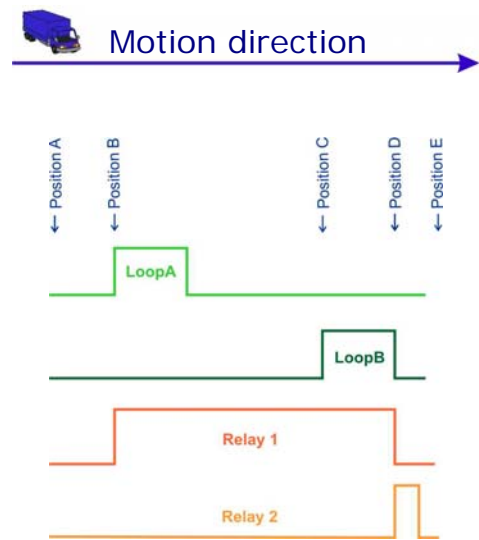 Motion direction
← Position A
← Position B
← Position C
← Position D
← Position E
LoopA
LoopB
Relay 1
Relay 2